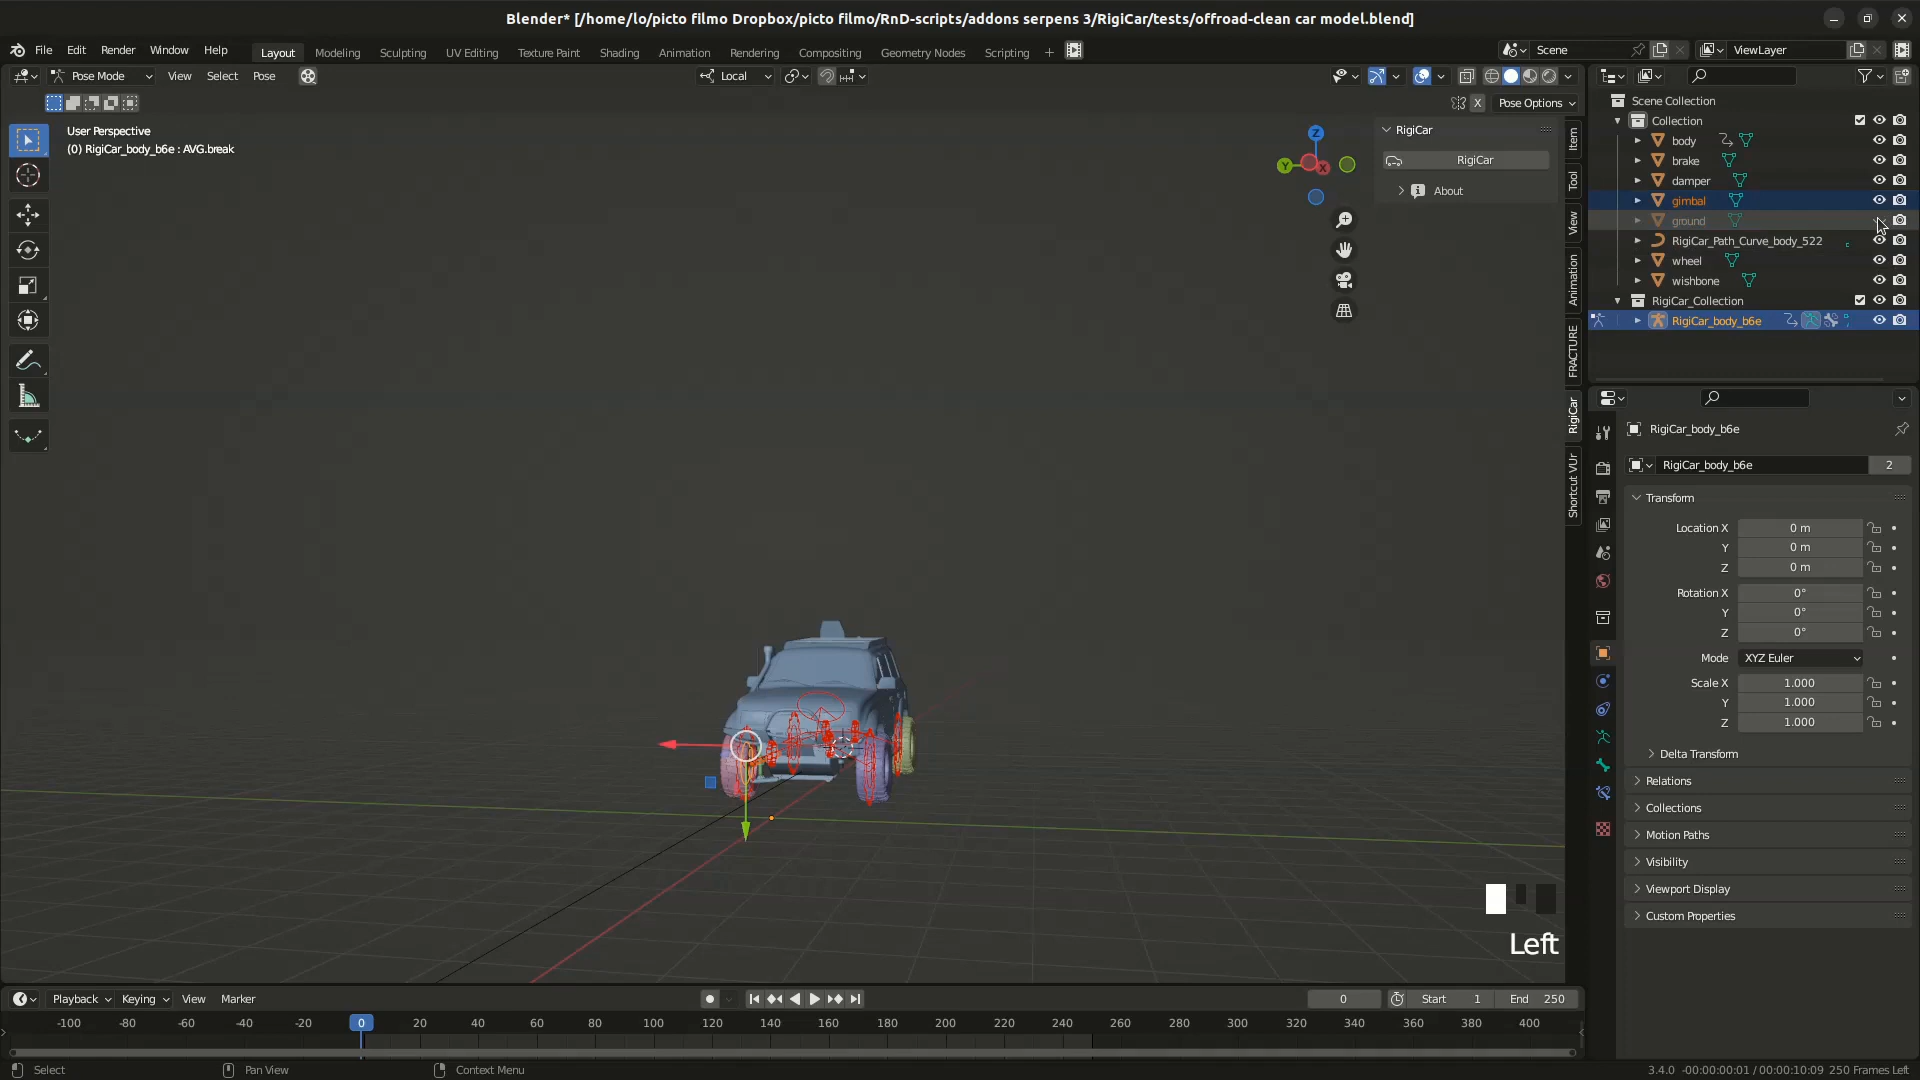 Blender* [/home/lo/picto filmo Dropbox/picto filmo/RnD-scripts/addons serpens 3/RigiCar/tests/offroad-clean car model.blend]
File Edit Render Window Help Layout Modeling Sculpting UV Editing Texture Paint Shading Animation Rendering Compositing Geometry Nodes Scripting + Scene ViewLayer
Pose Mode View Select Pose Local
X Pose Options
User Perspective
(0) RigiCar_body_b6e : AVG.break
Z
Y
X
RigiCar
RigiCar
About
Item
Tool
View
Animation
FRACTURE
RigiCar
Shortcut VUr
Scene Collection
Collection
body
brake
damper
gimbal
ground
RigiCar_Path_Curve_body_522
wheel
wishbone
RigiCar_Collection
RigiCar_body_b6e
RigiCar_body_b6e
RigiCar_body_b6e 2
Transform
Location X 0 m
Y 0 m
Z 0 m
Rotation X 0°
Y 0°
Z 0°
Mode XYZ Euler
Scale X 1.000
Y 1.000
Z 1.000
Delta Transform
Relations
Collections
Motion Paths
Visibility
Viewport Display
Custom Properties
Left
Playback Keying View Marker 0 Start 1 End 250
-100 -80 -60 -40 -20 0 20 40 60 80 100 120 140 160 180 200 220 240 260 280 300 320 340 360 380 400
Select Pan View Context Menu 3.4.0 -00:00:00:01 / 00:00:10:09 250 Frames Left